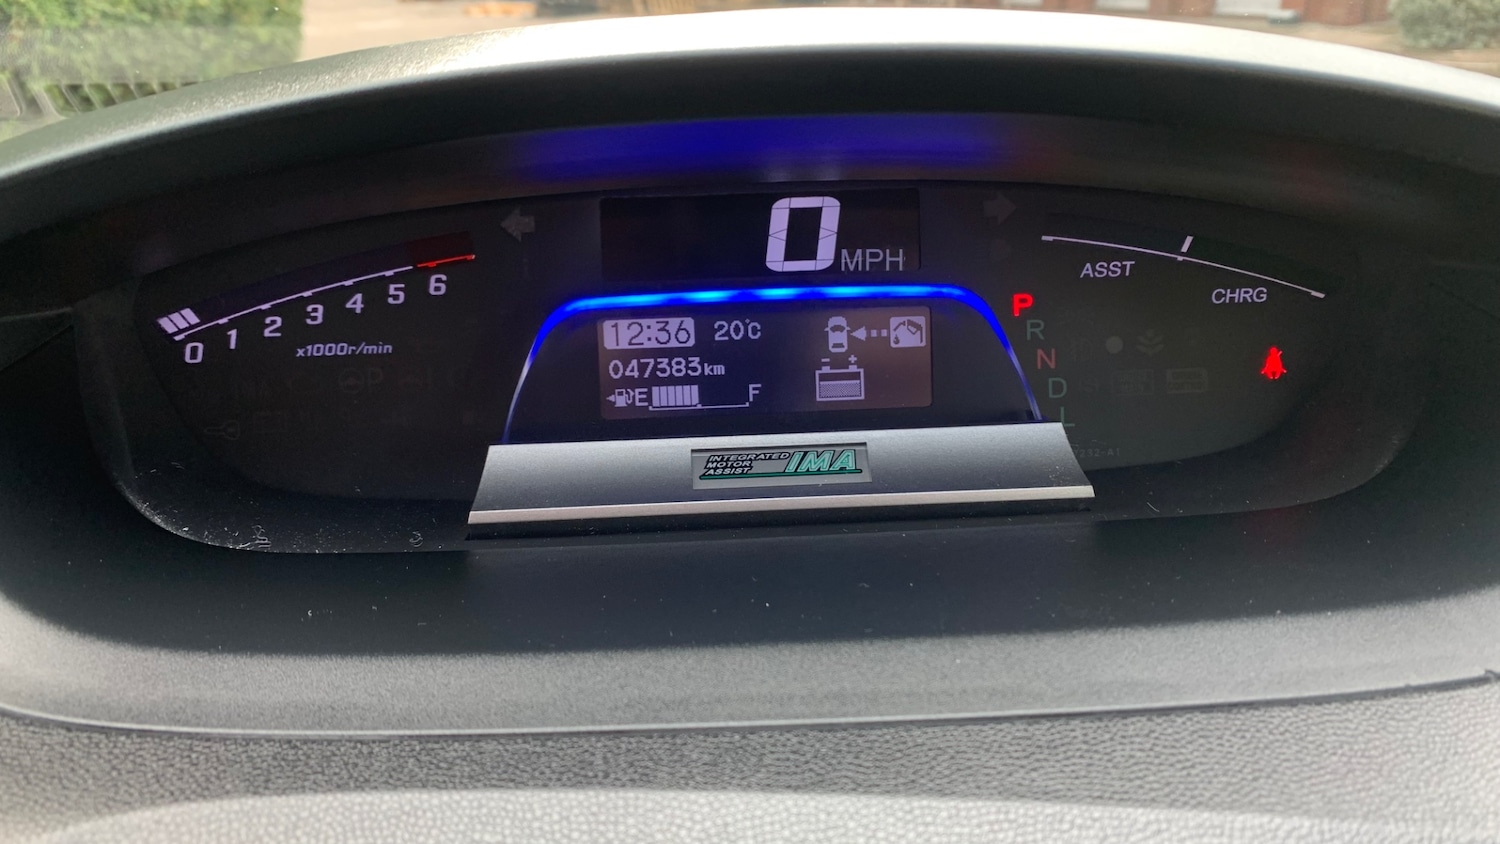 0 MPH
0 1 2 3 4 5 6
x1000r/min
ASST
CHRG
12:36 20°C
047383km
E F
- +
P
R
N
D
L
INTEGRATED
MOTOR
ASSIST
IMA